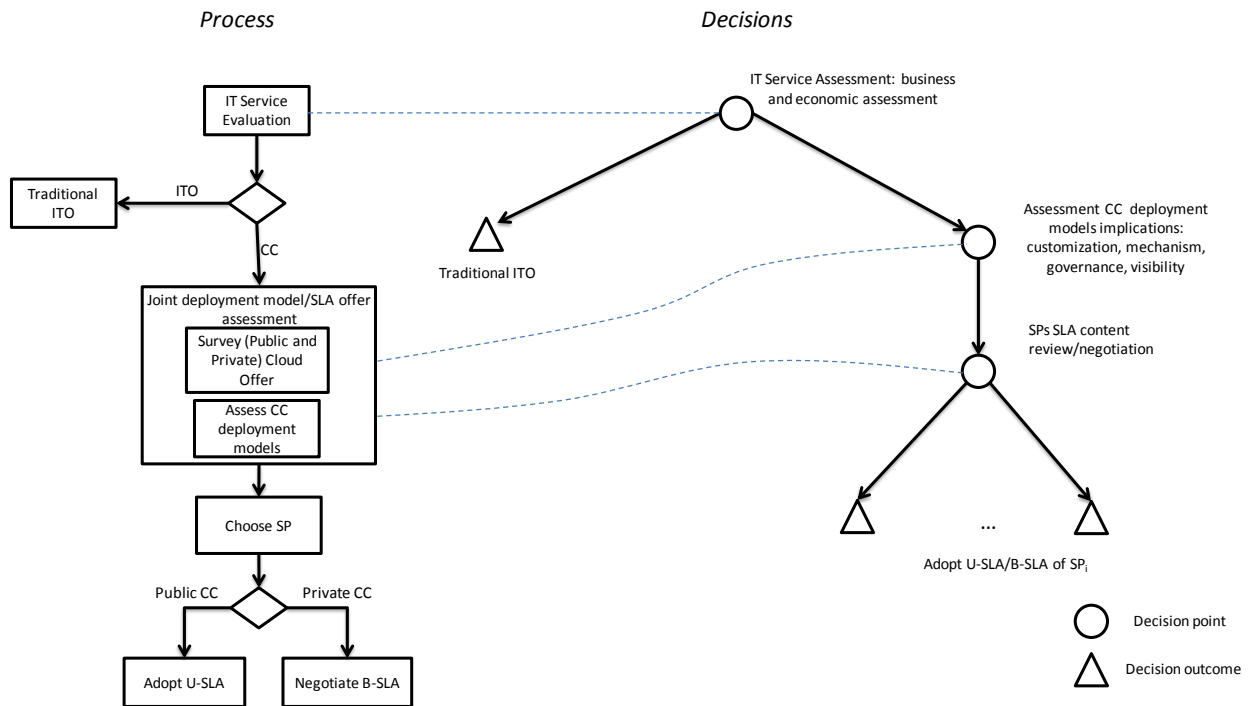 Process
Decisions
IT Service
Evaluation
IT Service Assessment: business
and economic assessment
Traditional
ITO
ITO
CC
Traditional ITO
Assessment CC deployment
models implications:
customization, mechanism,
governance, visibility
Joint deployment model/SLA offer
assessment
Survey (Public and
Private) Cloud
Offer
Assess CC
deployment
models
SPs SLA content
review/negotiation
Choose SP
...
Adopt U-SLA/B-SLA of SPi
Public CC
Private CC
Adopt U-SLA
Negotiate B-SLA
Decision point
Decision outcome